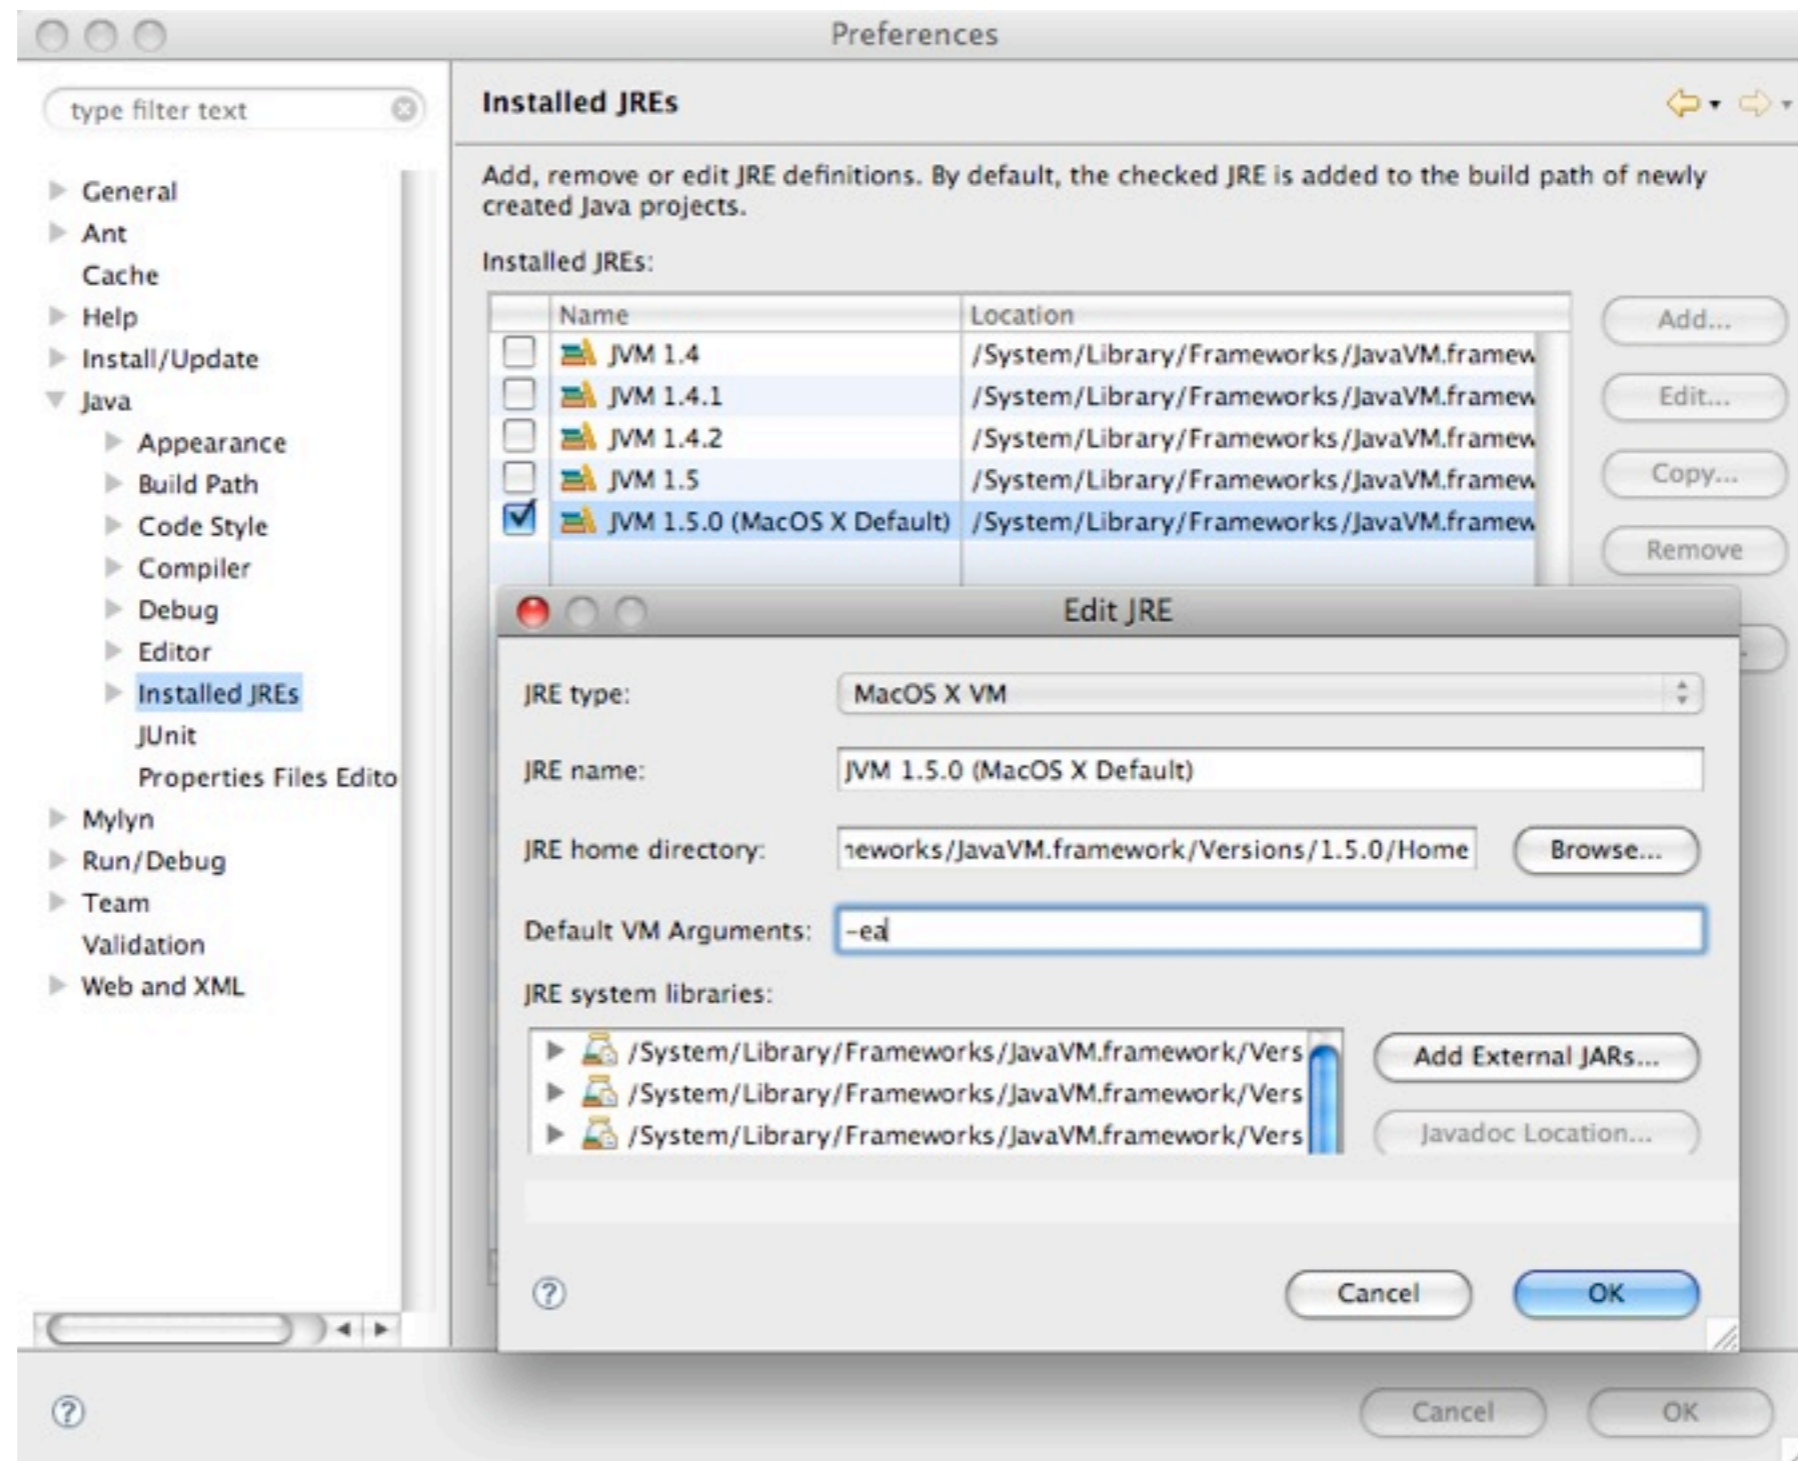 Preferences
type filter text
General
Ant
Cache
Help
Install/Update
Java
Appearance
Build Path
Code Style
Compiler
Debug
Editor
Installed JREs
JUnit
Properties Files Edito
Mylyn
Run/Debug
Team
Validation
Web and XML
Installed JREs
Add, remove or edit JRE definitions. By default, the checked JRE is added to the build path of newly
created Java projects.
Installed JREs:
Name Location
JVM 1.4 /System/Library/Frameworks/JavaVM.framew
JVM 1.4.1 /System/Library/Frameworks/JavaVM.framew
JVM 1.4.2 /System/Library/Frameworks/JavaVM.framew
JVM 1.5 /System/Library/Frameworks/JavaVM.framew
JVM 1.5.0 (MacOS X Default) /System/Library/Frameworks/JavaVM.framew
Add...
Edit...
Copy...
Remove
Edit JRE
JRE type: MacOS X VM
JRE name: JVM 1.5.0 (MacOS X Default)
JRE home directory: neworks/JavaVM.framework/Versions/1.5.0/Home Browse...
Default VM Arguments: -ea
JRE system libraries:
/System/Library/Frameworks/JavaVM.framework/Vers
/System/Library/Frameworks/JavaVM.framework/Vers
/System/Library/Frameworks/JavaVM.framework/Vers
Add External JARs...
Javadoc Location...
? Cancel OK
? Cancel OK